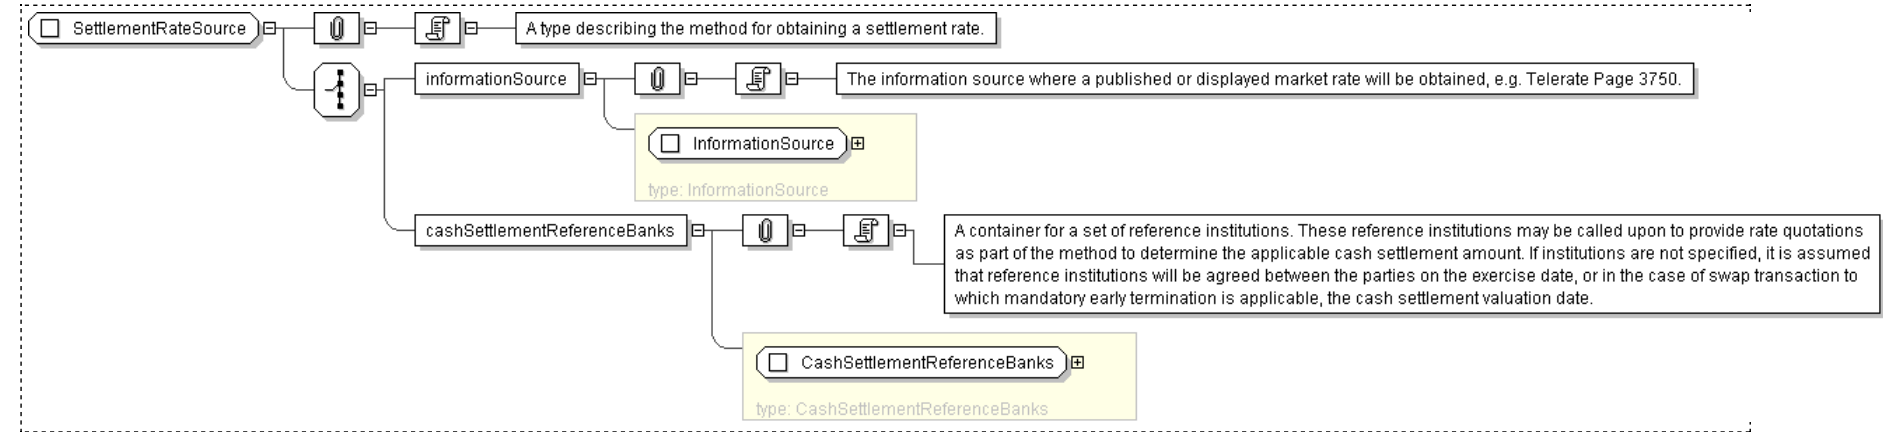 SettlementRateSource
A type describing the method for obtaining a settlement rate.
informationSource
The information source where a published or displayed market rate will be obtained, e.g. Telerate Page 3750.
InformationSource
type: InformationSource
cashSettlementReferenceBanks
A container for a set of reference institutions. These reference institutions may be called upon to provide rate quotations
as part of the method to determine the applicable cash settlement amount. If institutions are not specified, it is assumed
that reference institutions will be agreed between the parties on the exercise date, or in the case of swap transaction to
which mandatory early termination is applicable, the cash settlement valuation date.
CashSettlementReferenceBanks
type: CashSettlementReferenceBanks